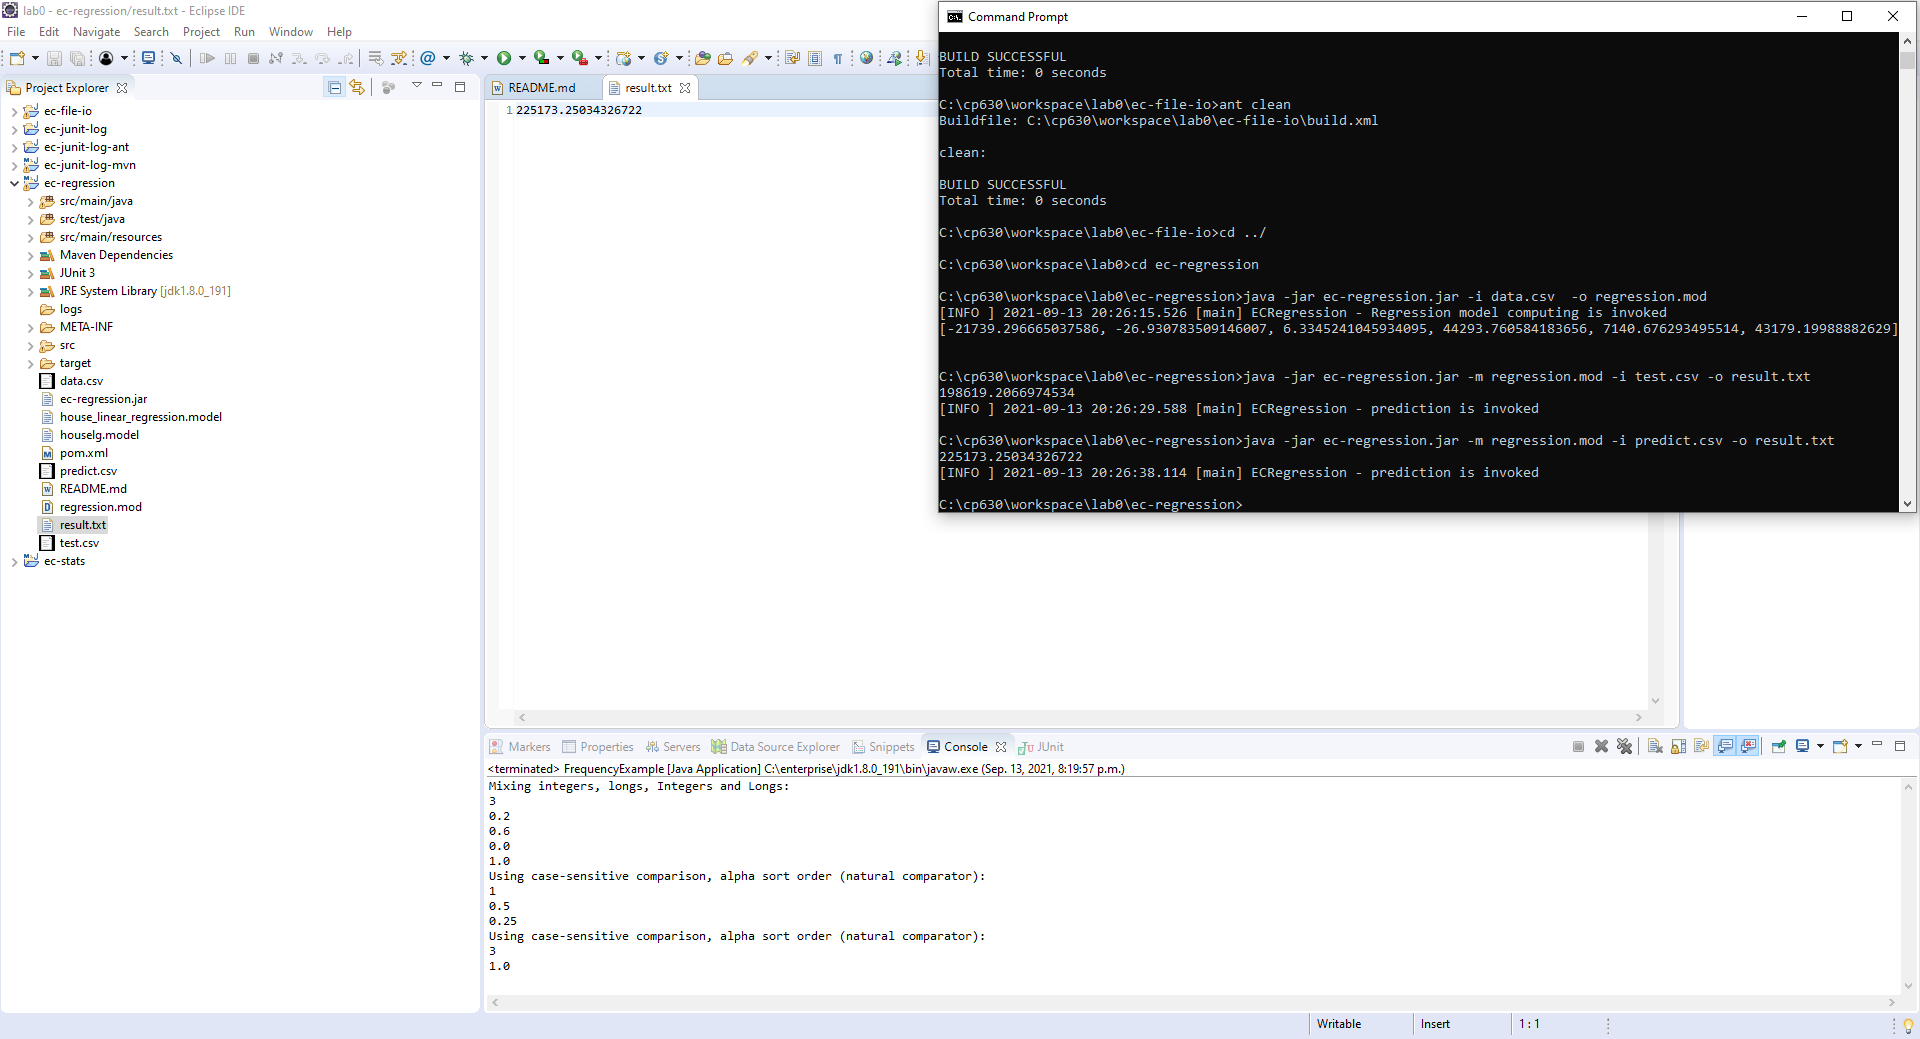 lab0 - ec-regression/result.txt - Eclipse IDE
File Edit Navigate Search Project Run Window Help
Project Explorer
ec-file-io
ec-junit-log
ec-junit-log-ant
ec-junit-log-mvn
ec-regression
src/main/java
src/test/java
src/main/resources
Maven Dependencies
JUnit 3
JRE System Library [jdk1.8.0_191]
logs
META-INF
src
target
data.csv
ec-regression.jar
house_linear_regression.model
houselg.model
pom.xml
predict.csv
README.md
regression.mod
result.txt
test.csv
ec-stats
README.md result.txt
1 225173.25034326722
Command Prompt
BUILD SUCCESSFUL
Total time: 0 seconds
C:\cp630\workspace\lab0\ec-file-io>ant clean
Buildfile: C:\cp630\workspace\lab0\ec-file-io\build.xml
clean:
BUILD SUCCESSFUL
Total time: 0 seconds
C:\cp630\workspace\lab0\ec-file-io>cd ../
C:\cp630\workspace\lab0>cd ec-regression
C:\cp630\workspace\lab0\ec-regression>java -jar ec-regression.jar -i data.csv  -o regression.mod
[INFO ] 2021-09-13 20:26:15.526 [main] ECRegression - Regression model computing is invoked
[-21739.296665037586, -26.930783509146007, 6.3345241045934095, 44293.760584183656, 7140.676293495514, 43179.19988882629]
C:\cp630\workspace\lab0\ec-regression>java -jar ec-regression.jar -m regression.mod -i test.csv -o result.txt
198619.2066974534
[INFO ] 2021-09-13 20:26:29.588 [main] ECRegression - prediction is invoked
C:\cp630\workspace\lab0\ec-regression>java -jar ec-regression.jar -m regression.mod -i predict.csv -o result.txt
225173.25034326722
[INFO ] 2021-09-13 20:26:38.114 [main] ECRegression - prediction is invoked
C:\cp630\workspace\lab0\ec-regression>
Markers Properties Servers Data Source Explorer Snippets Console JUnit
<terminated> FrequencyExample [Java Application] C:\enterprise\jdk1.8.0_191\bin\javaw.exe (Sep. 13, 2021, 8:19:57 p.m.)
Mixing integers, longs, Integers and Longs:
3
0.2
0.6
0.0
1.0
Using case-sensitive comparison, alpha sort order (natural comparator):
1
0.5
0.25
Using case-sensitive comparison, alpha sort order (natural comparator):
3
1.0
Writable Insert 1 : 1